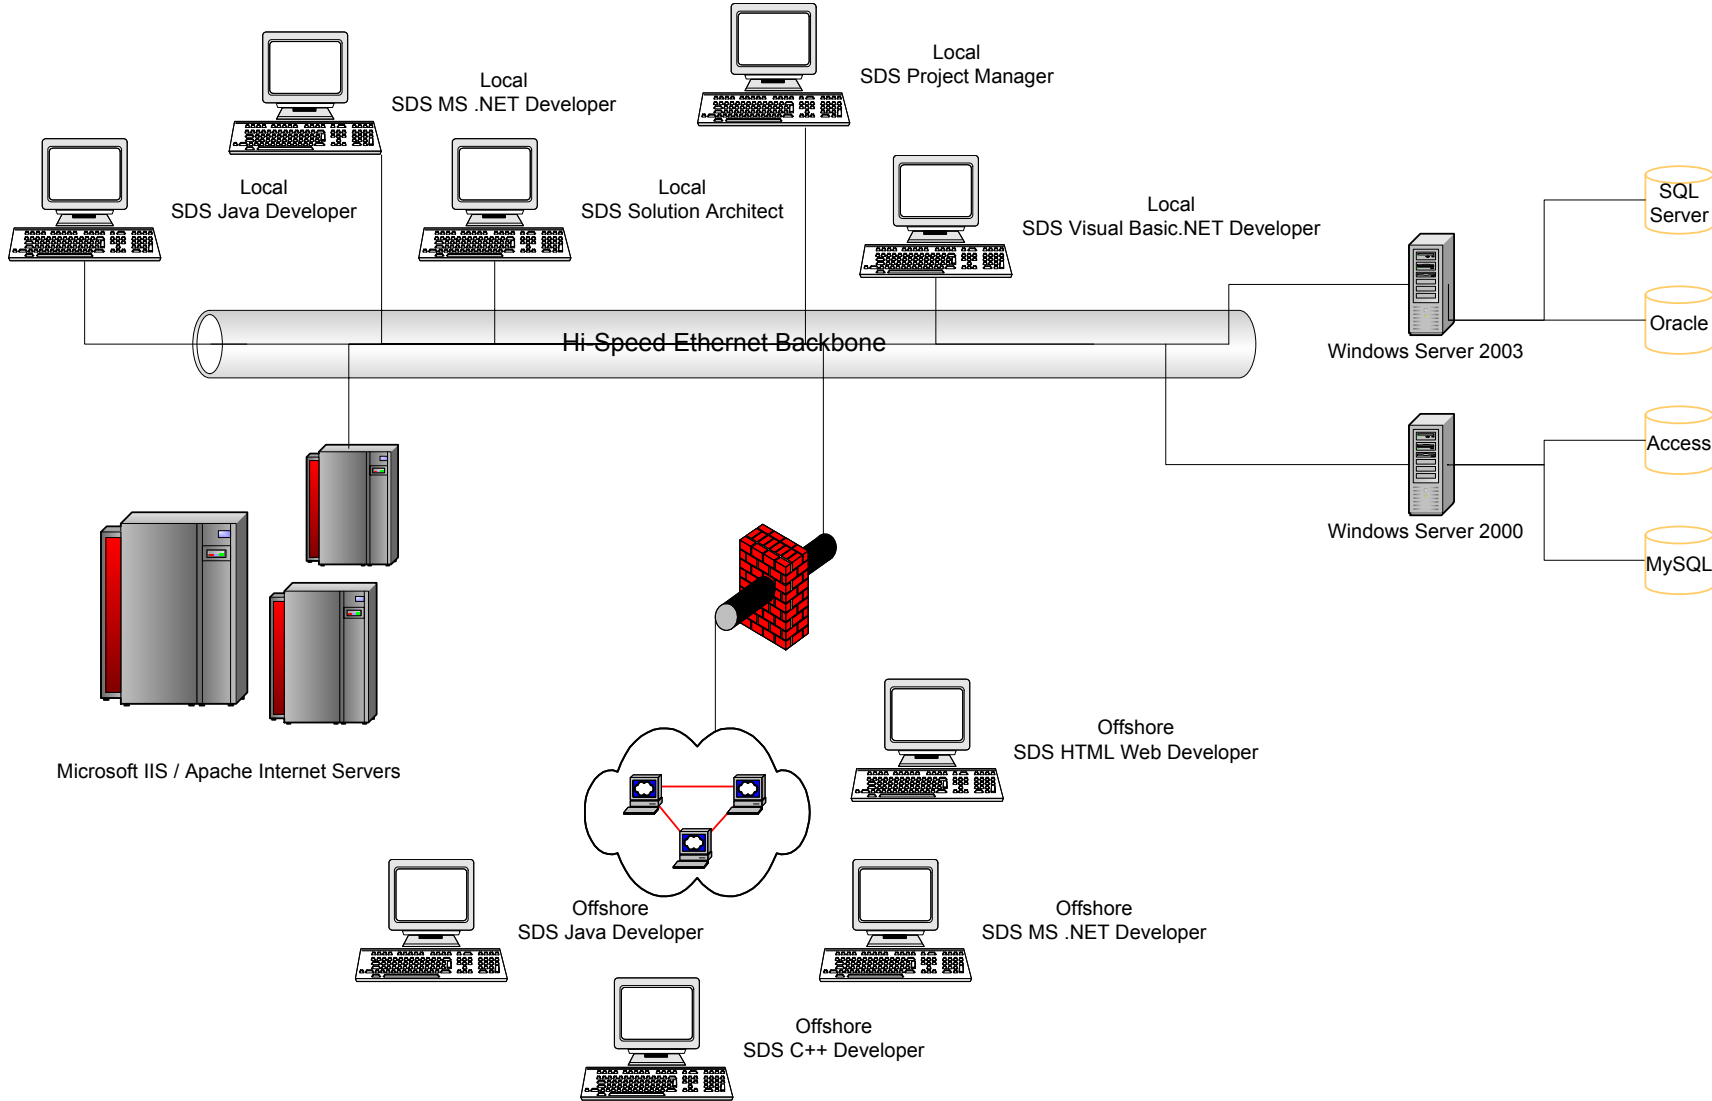 Local
SDS Project Manager
Local
SDS MS .NET Developer
Local
SDS Java Developer
Local
SDS Solution Architect
Local
SDS Visual Basic.NET Developer
SQL
Server
Oracle
Windows Server 2003
Hi-Speed Ethernet Backbone
Access
Windows Server 2000
MySQL
Microsoft IIS / Apache Internet Servers
Offshore
SDS HTML Web Developer
Offshore
SDS Java Developer
Offshore
SDS MS .NET Developer
Offshore
SDS C++ Developer